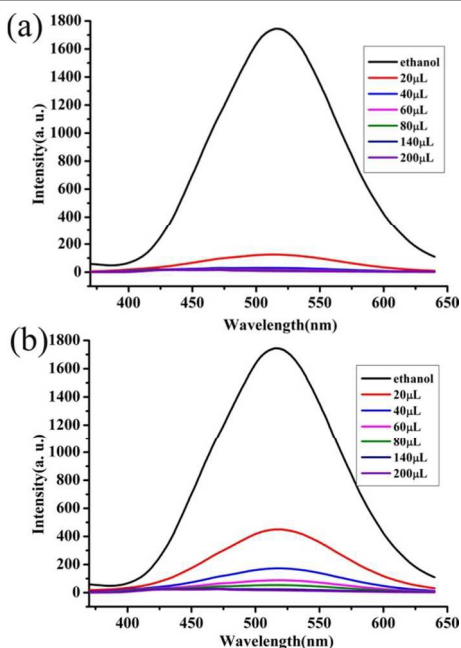 (a)
1800
1600
1400
1200
1000
800
600
400
200
0
Intensity(a. u.)
ethanol
20μL
40μL
60μL
80μL
140μL
200μL
400
450
500
550
600
650
Wavelength(nm)
(b)
1800
1600
1400
1200
1000
800
600
400
200
0
Intensity(a. u.)
ethanol
20μL
40μL
60μL
80μL
140μL
200μL
400
450
500
550
600
650
Wavelength(nm)